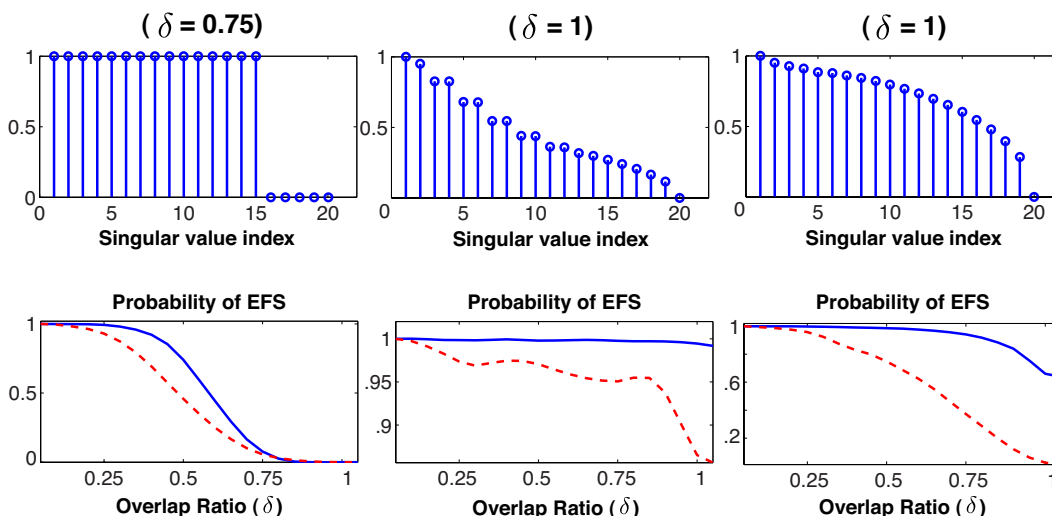 ( δ = 0.75)
( δ = 1)
( δ = 1)
1
0.5
0
0 5 10 15 20
Singular value index
1
0.5
0 5 10 15 20
Singular value index
1
0.5
0 5 10 15 20
Singular value index
Probability of EFS
1
0.5
0
0.25 0.5 0.75 1
Overlap Ratio ( δ )
Probability of EFS
1
.95
.9
0.25 0.5 0.75 1
Overlap Ratio ( δ)
Probability of EFS
1.0
.6
.2
0.25 0.5 0.75 1
Overlap Ratio ( δ )